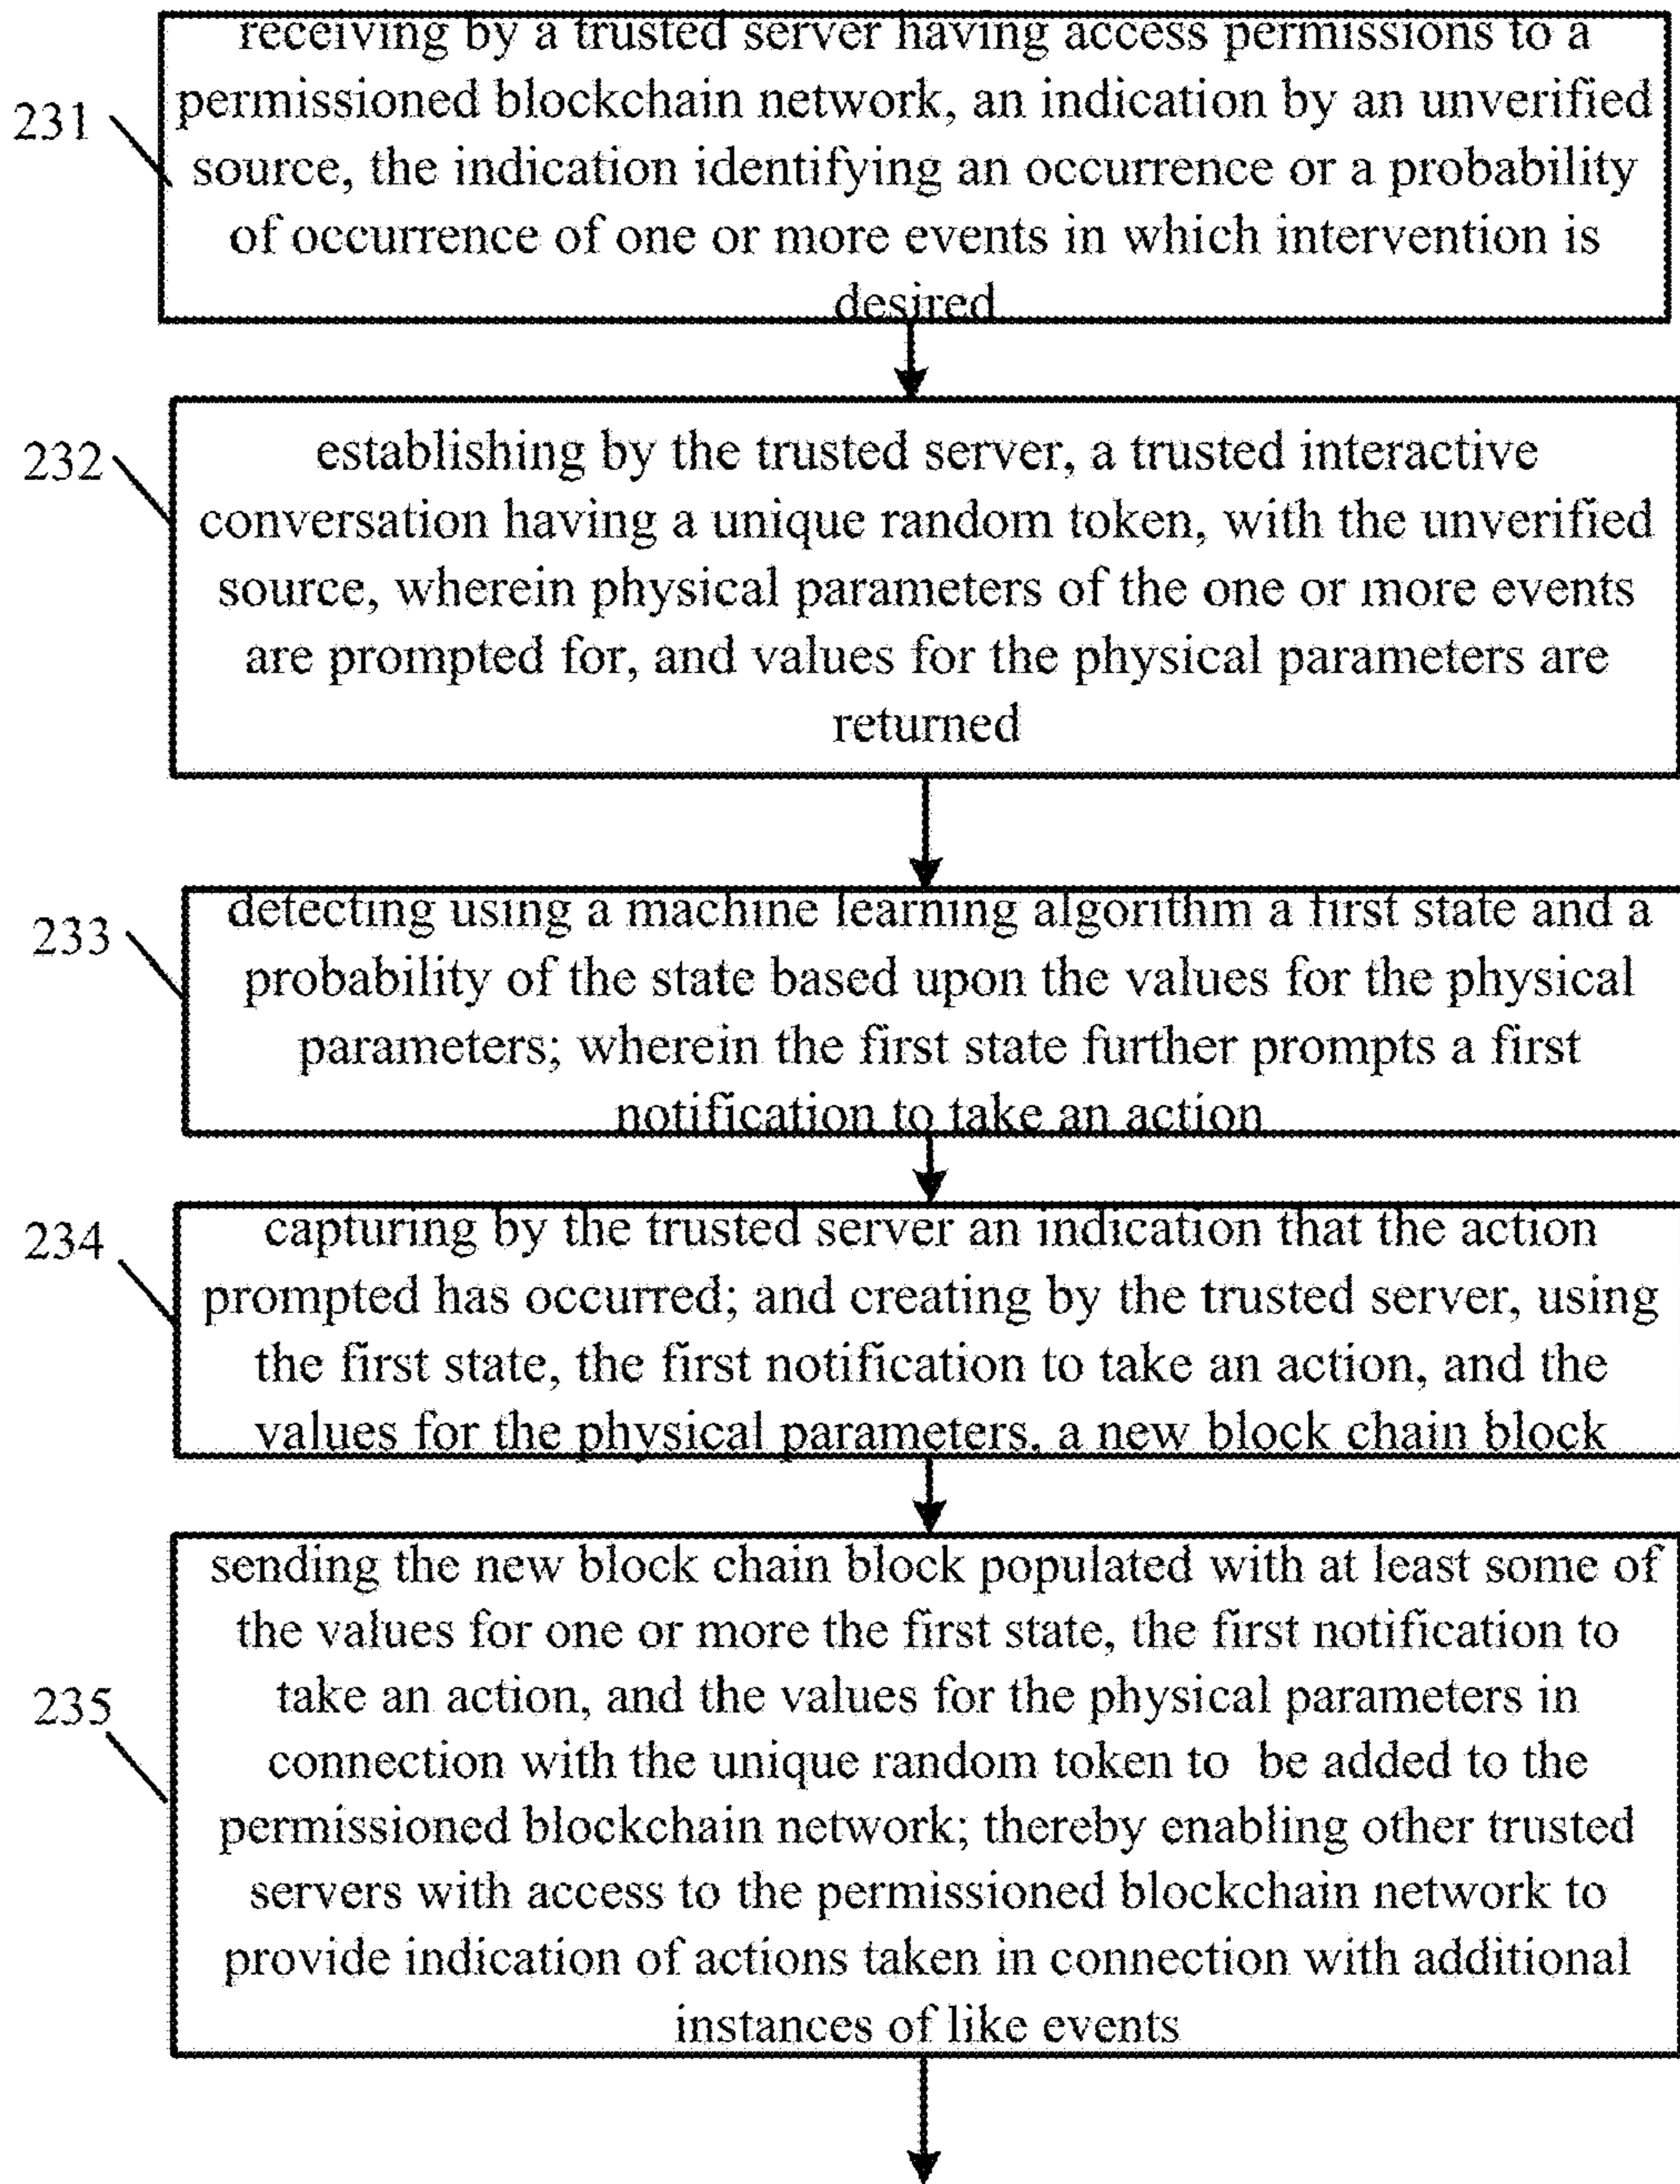 receiving by a trusted server having access permissions to a
231
permissioned blockchain network, an indication by an unverified
source, the indication identifying an occurrence or a probability
of occurrence of one or more events in which intervention is
desired
232
establishing by the trusted server, a trusted interactive
conversation having a unique random token, with the unverified
source, wherein physical parameters of the one or more events
are prompted for, and values for the physical parameters are
returned
233
detecting using a machine learning algorithm a first state and a
probability of the state based upon the values for the physical
parameters; wherein the first state further prompts a first
notification to take an action
234
capturing by the trusted server an indication that the action
prompted has occurred; and creating by the trusted server, using
the first state, the first notification to take an action, and the
values for the physical parameters, a new block chain block
235
sending the new block chain block populated with at least some of
the values for one or more the first state, the first notification to
take an action, and the values for the physical parameters in
connection with the unique random token to be added to the
permissioned blockchain network; thereby enabling other trusted
servers with access to the permissioned blockchain network to
provide indication of actions taken in connection with additional
instances of like events